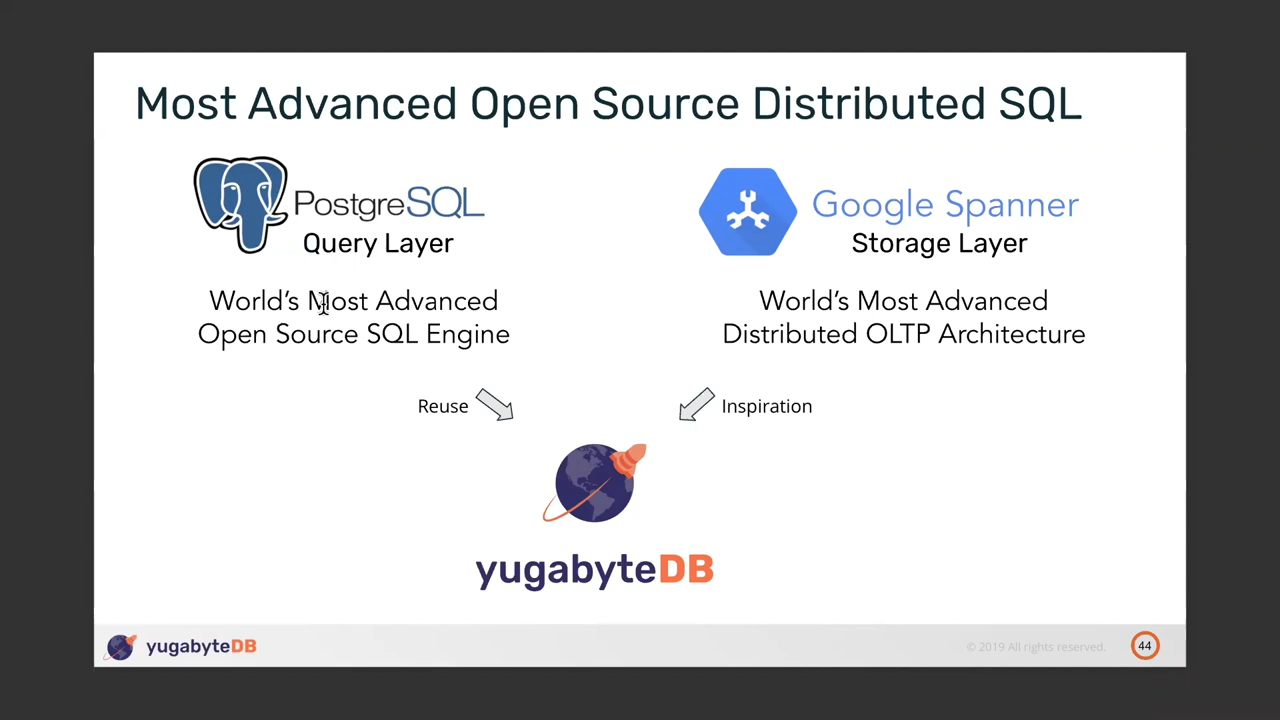 Most Advanced Open Source Distributed SQL
PostgreSQL
Query Layer
World's Most Advanced
Open Source SQL Engine
Google Spanner
Storage Layer
World's Most Advanced
Distributed OLTP Architecture
Reuse
Inspiration
yugabyteDB
yugabyteDB
© 2019 All rights reserved.
44